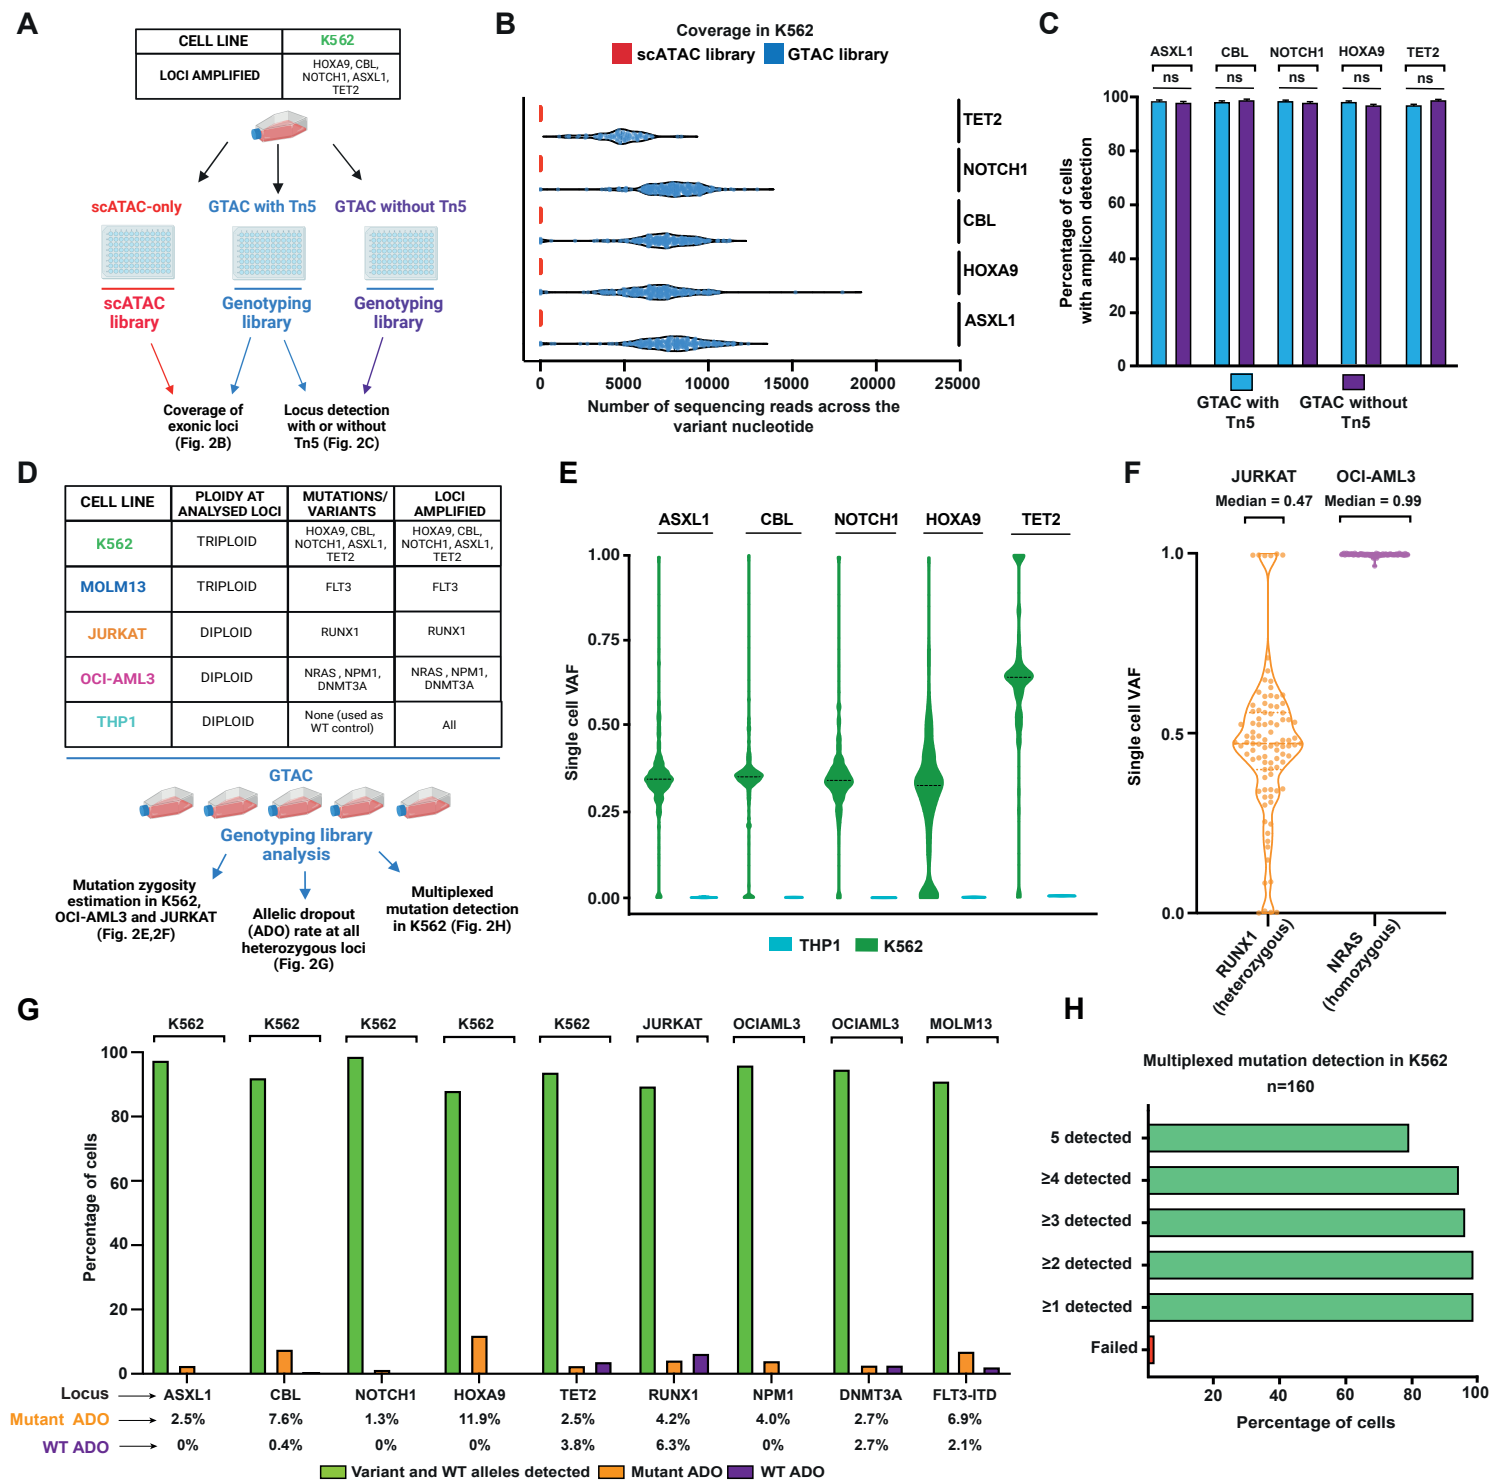 A
CELL LINE
K562
LOCI AMPLIFIED
HOXA9, CBL,
NOTCH1, ASXL1,
TET2
scATAC-only
GTAC with Tn5
GTAC without Tn5
scATAC
library
Genotyping
library
Genotyping
library
Coverage of
exonic loci
(Fig. 2B)
Locus detection
with or without
Tn5 (Fig. 2C)
B
Coverage in K562
scATAC library
GTAC library
TET2
NOTCH1
CBL
HOXA9
ASXL1
0
5000
10000
15000
20000
25000
Number of sequencing reads across the
variant nucleotide
C
ASXL1
CBL
NOTCH1
HOXA9
TET2
ns
ns
ns
ns
ns
100
80
60
40
20
0
Percentage of cells
with amplicon detection
GTAC with
Tn5
GTAC without
Tn5
D
CELL LINE
PLOIDY AT
ANALYSED LOCI
MUTATIONS/
VARIANTS
LOCI
AMPLIFIED
K562
TRIPLOID
HOXA9, CBL,
NOTCH1, ASXL1,
TET2
HOXA9, CBL,
NOTCH1, ASXL1,
TET2
MOLM13
TRIPLOID
FLT3
FLT3
JURKAT
DIPLOID
RUNX1
RUNX1
OCI-AML3
DIPLOID
NRAS , NPM1,
DNMT3A
NRAS , NPM1,
DNMT3A
THP1
DIPLOID
None (used as
WT control)
All
GTAC
Genotyping library
analysis
Mutation zygosity
estimation in K562,
OCI-AML3 and JURKAT
(Fig. 2E,2F)
Allelic dropout
(ADO) rate at all
heterozygous loci
(Fig. 2G)
Multiplexed
mutation detection
in K562 (Fig. 2H)
E
ASXL1
CBL
NOTCH1
HOXA9
TET2
1.00
0.75
0.50
0.25
0.00
Single cell VAF
THP1
K562
F
JURKAT
OCI-AML3
Median = 0.47
Median = 0.99
1.0
0.5
0.0
Single cell VAF
RUNX1
(heterozygous)
NRAS
(homozygous)
G
K562
K562
K562
K562
K562
JURKAT
OCIAML3
OCIAML3
MOLM13
100
80
60
40
20
0
Percentage of cells
Locus
ASXL1
CBL
NOTCH1
HOXA9
TET2
RUNX1
NPM1
DNMT3A
FLT3-ITD
Mutant ADO
2.5%
7.6%
1.3%
11.9%
2.5%
4.2%
4.0%
2.7%
6.9%
WT ADO
0%
0.4%
0%
0%
3.8%
6.3%
0%
2.7%
2.1%
Variant and WT alleles detected
Mutant ADO
WT ADO
H
Multiplexed mutation detection in K562
n=160
5 detected
≥4 detected
≥3 detected
≥2 detected
≥1 detected
Failed
20
40
60
80
100
Percentage of cells